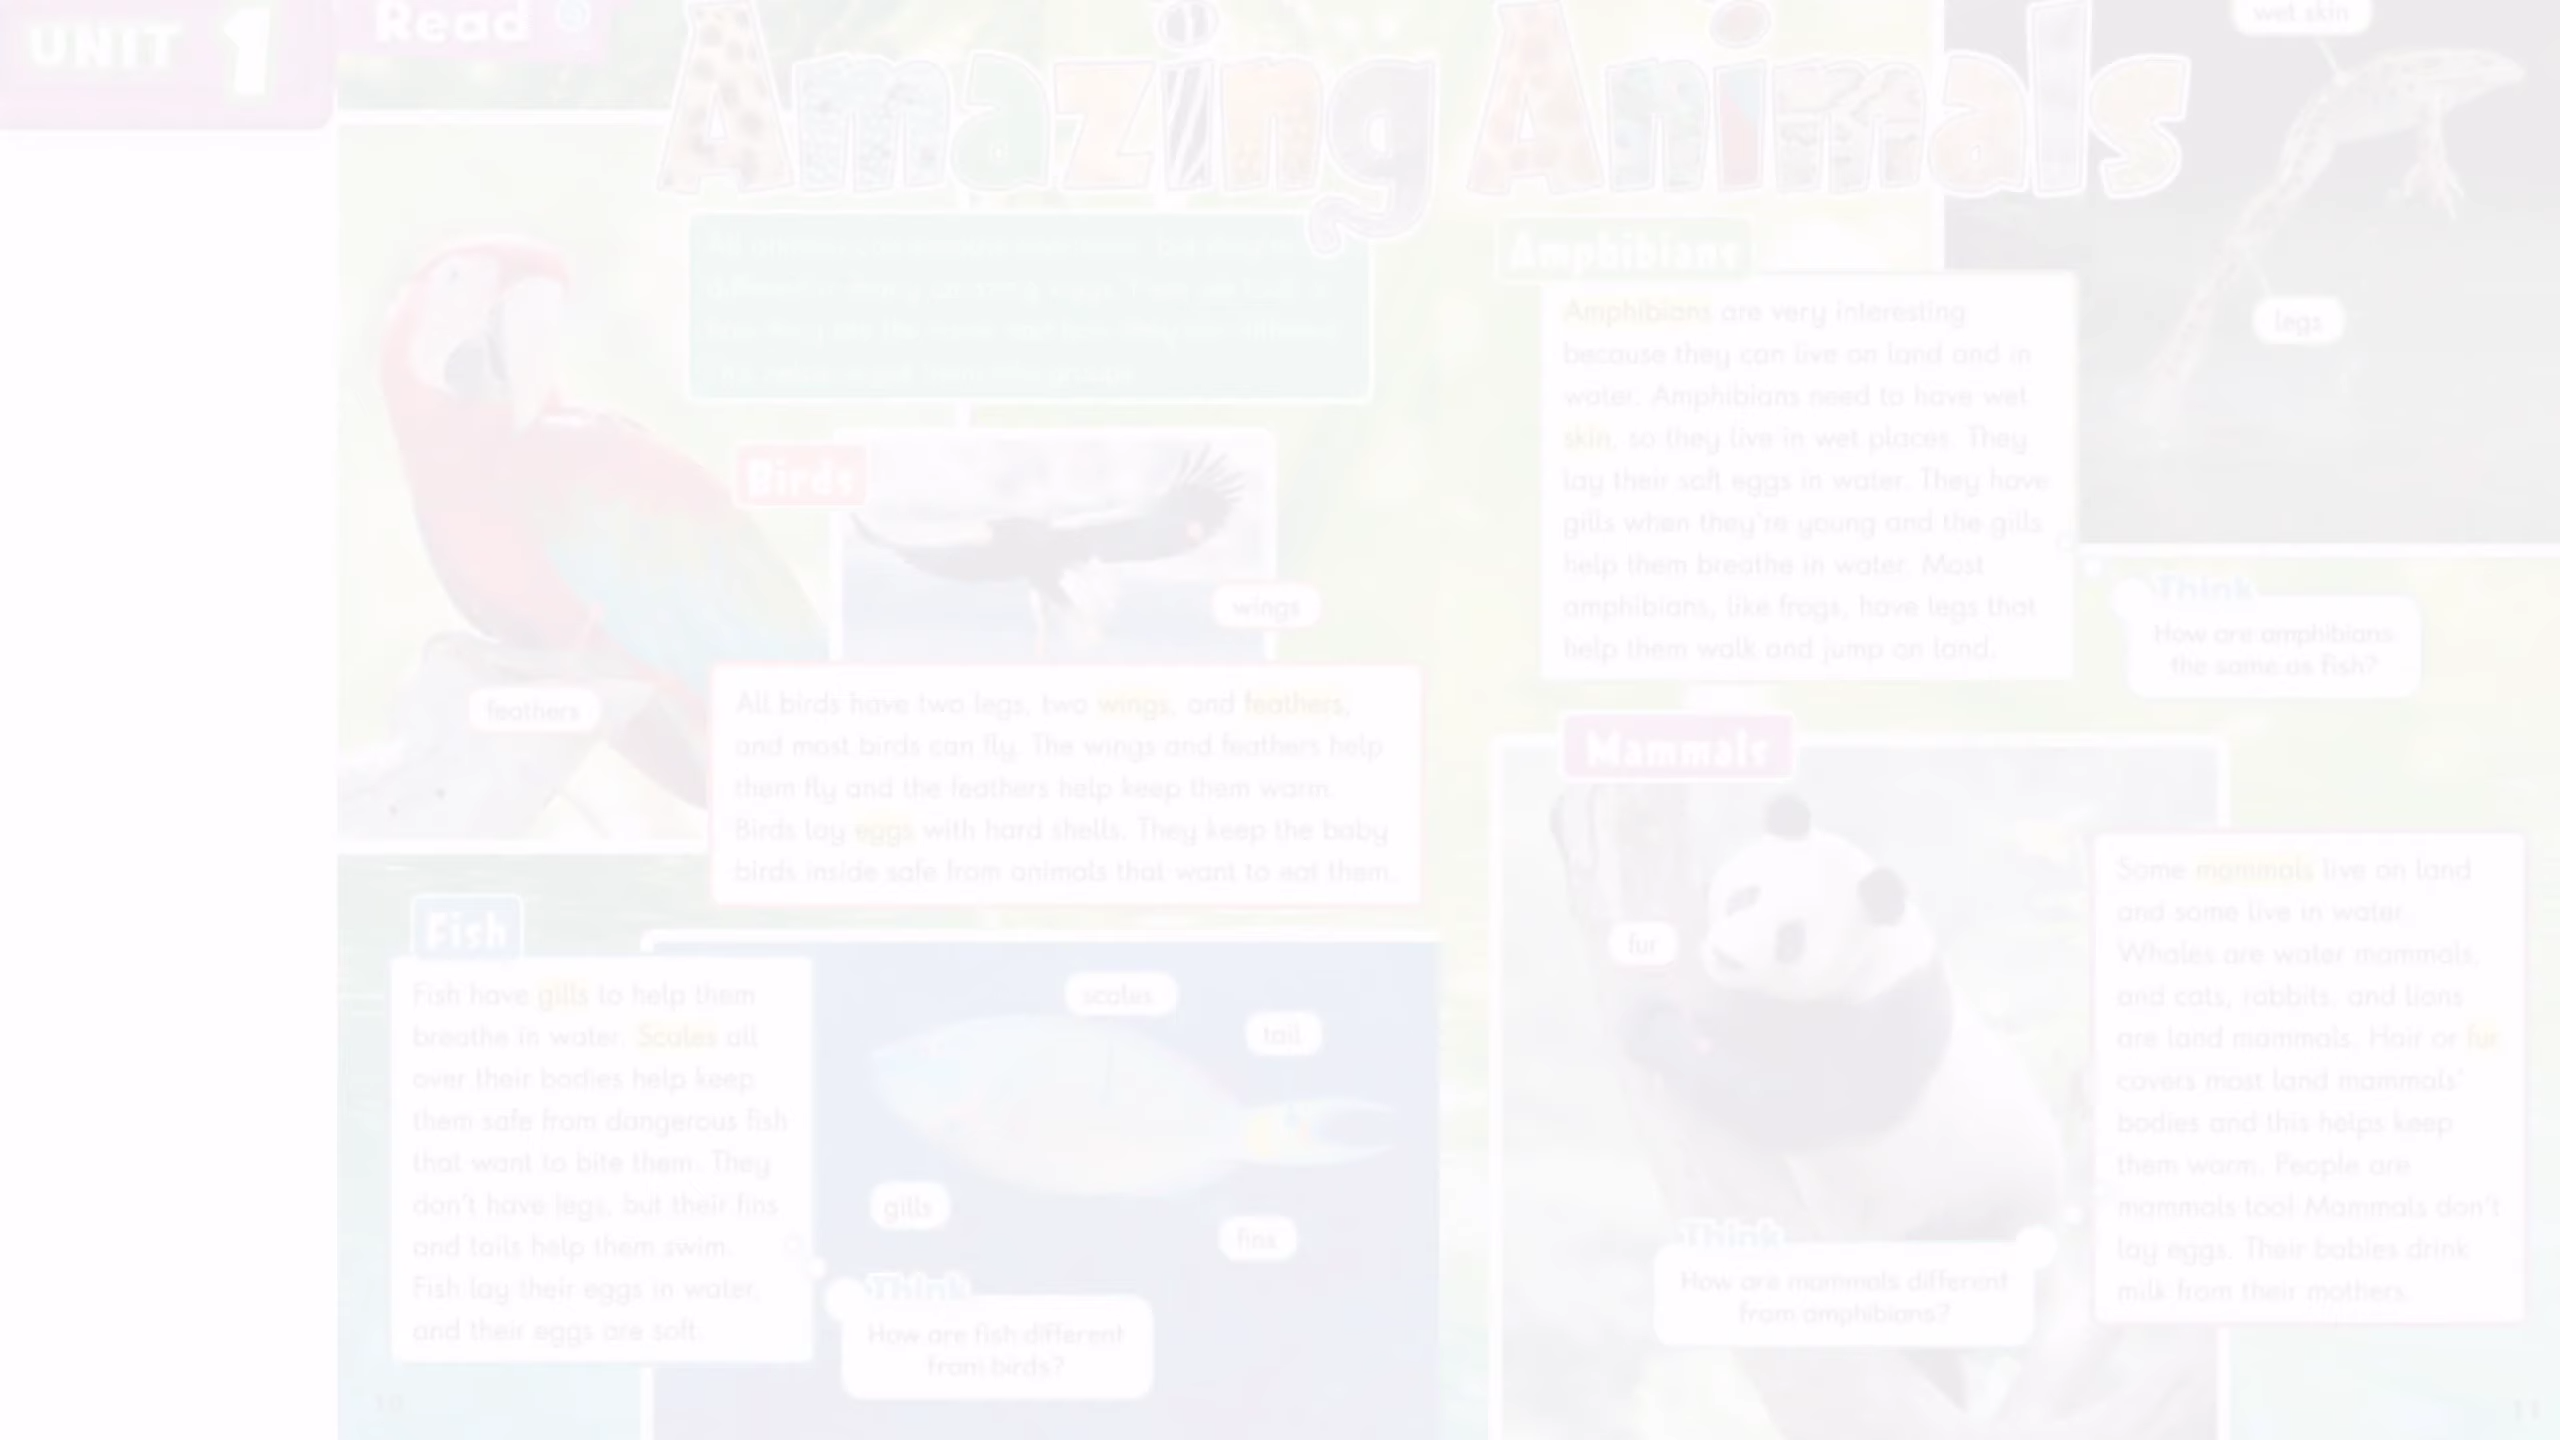 UNIT 1
Read
Amazing Animals
Birds
wings
feathers
All birds have two legs, two wings, and feathers,
and most birds can fly. The wings and feathers help
them fly and the feathers help keep them warm.
Birds lay eggs with hard shells. They keep the baby
birds inside safe from animals that want to eat them.
Fish
Fish have gills to help them
breathe in water. Scales all
over their bodies help keep
them safe from dangerous fish
that want to bite them. They
don't have legs, but their fins
and tails help them swim.
Fish lay their eggs in water,
and their eggs are soft.
scales
tail
gills
fins
Think
How are fish different
from birds?
10
Amphibians
Amphibians are very interesting
because they can live on land and in
water. Amphibians need to have wet
skin, so they live in wet places. They
lay their soft eggs in water. They have
gills when they're young and the gills
help them breathe in water. Most
amphibians, like frogs, have legs that
help them walk and jump on land.
wet skin
legs
Think
How are amphibians
the same as fish?
Mammals
fur
Some mammals live on land
and some live in water.
Whales are water mammals,
and cats, rabbits, and lions
are land mammals. Hair or fur
covers most land mammals'
bodies and this helps keep
them warm. People are
mammals too! Mammals don't
lay eggs. Their babies drink
milk from their mothers.
Think
How are mammals different
from amphibians?
11